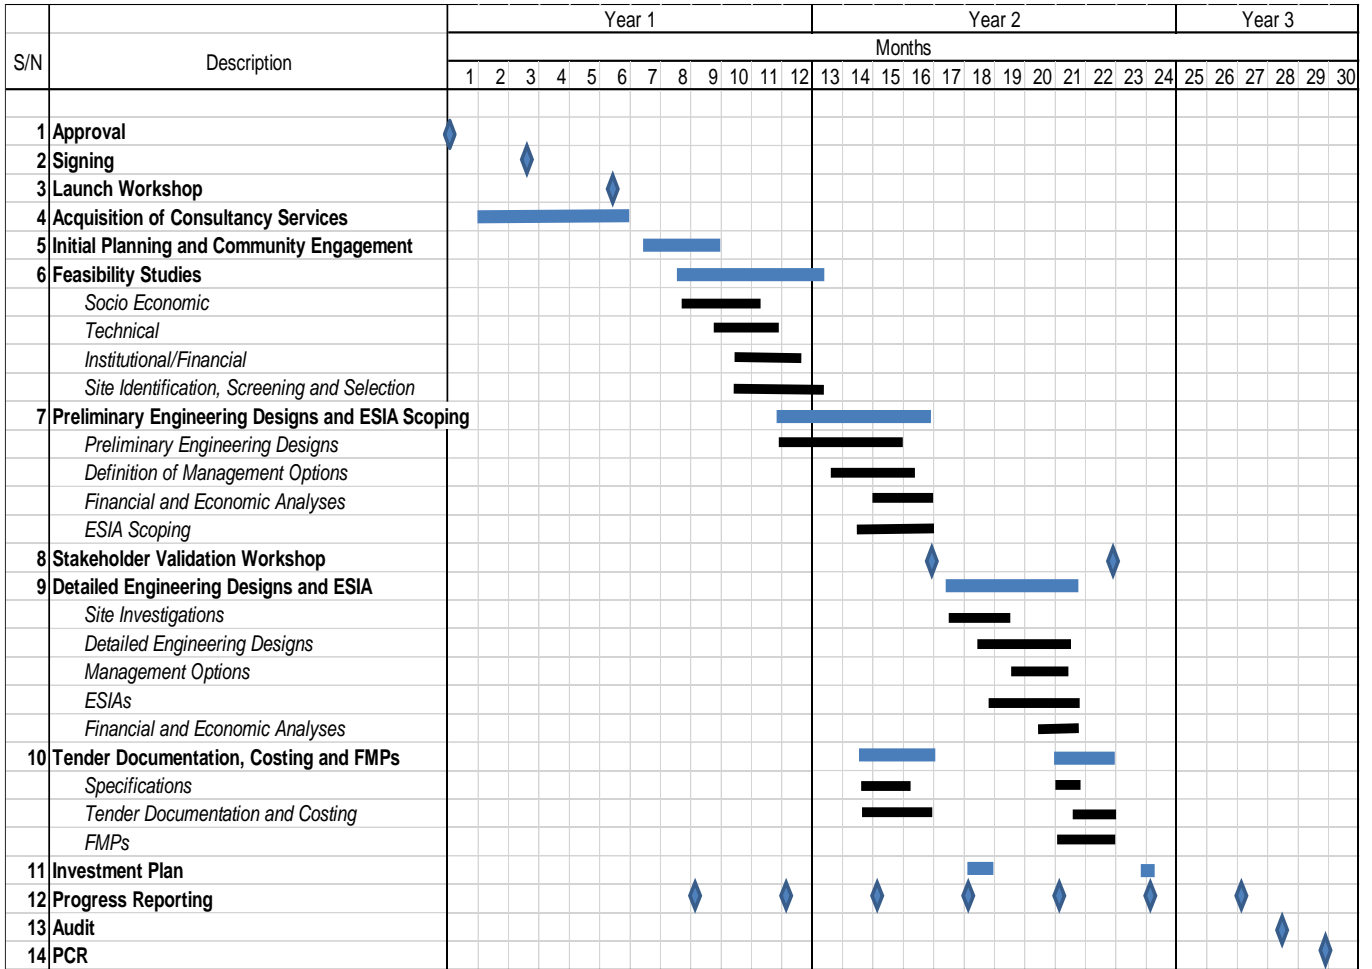 Year 1 Year 2 Year 3
Months
S/N Description
1 2 3 4 5 6 7 8 9 10 11 12 13 14 15 16 17 18 19 20 21 22 23 24 25 26 27 28 29 30
1 Approval
2 Signing
3 Launch Workshop
4 Acquisition of Consultancy Services
5 Initial Planning and Community Engagement
6 Feasibility Studies
Socio Economic
Technical
Institutional/Financial
Site Identification, Screening and Selection
7 Preliminary Engineering Designs and ESIA Scoping
Preliminary Engineering Designs
Definition of Management Options
Financial and Economic Analyses
ESIA Scoping
8 Stakeholder Validation Workshop
9 Detailed Engineering Designs and ESIA
Site Investigations
Detailed Engineering Designs
Management Options
ESIAs
Financial and Economic Analyses
10 Tender Documentation, Costing and FMPs
Specifications
Tender Documentation and Costing
FMPs
11 Investment Plan
12 Progress Reporting
13 Audit
14 PCR